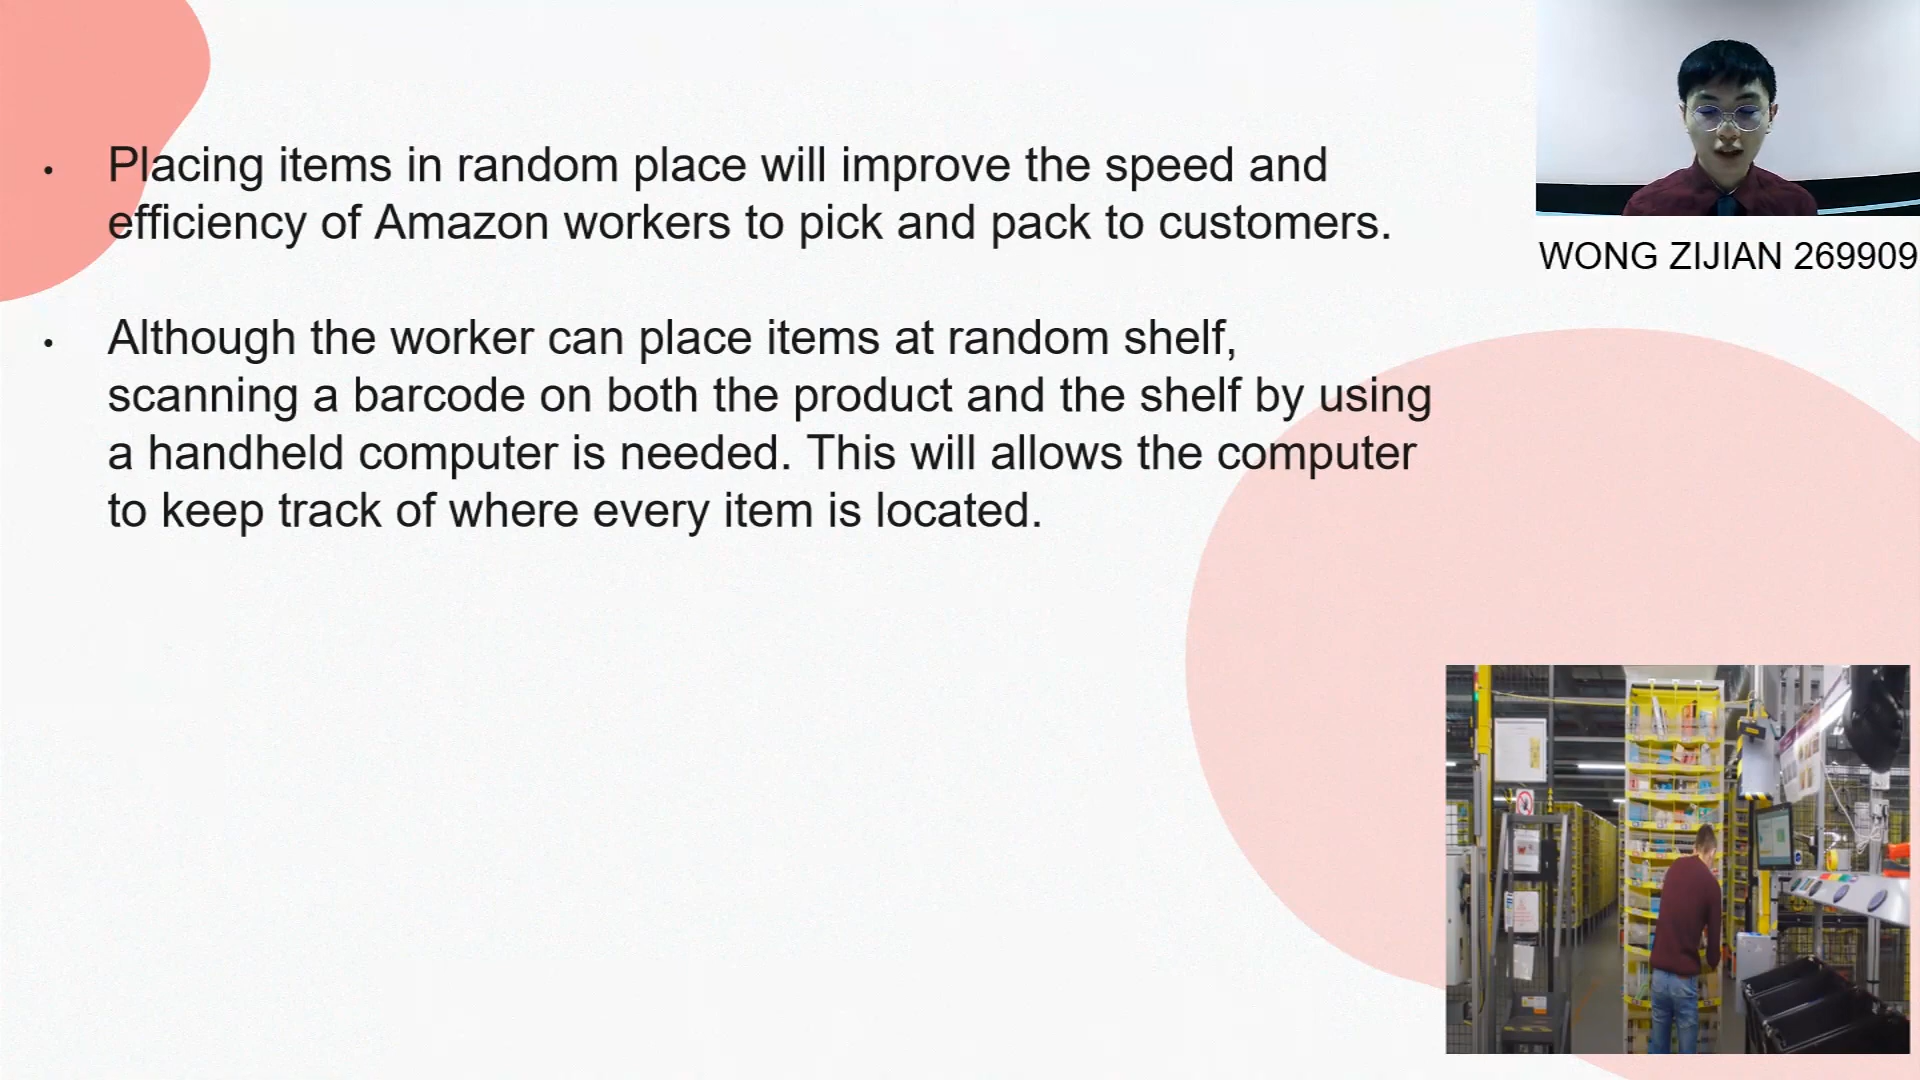 • Placing items in random place will improve the speed and
efficiency of Amazon workers to pick and pack to customers.
• Although the worker can place items at random shelf,
scanning a barcode on both the product and the shelf by using
a handheld computer is needed. This will allows the computer
to keep track of where every item is located.
WONG ZIJIAN 269909